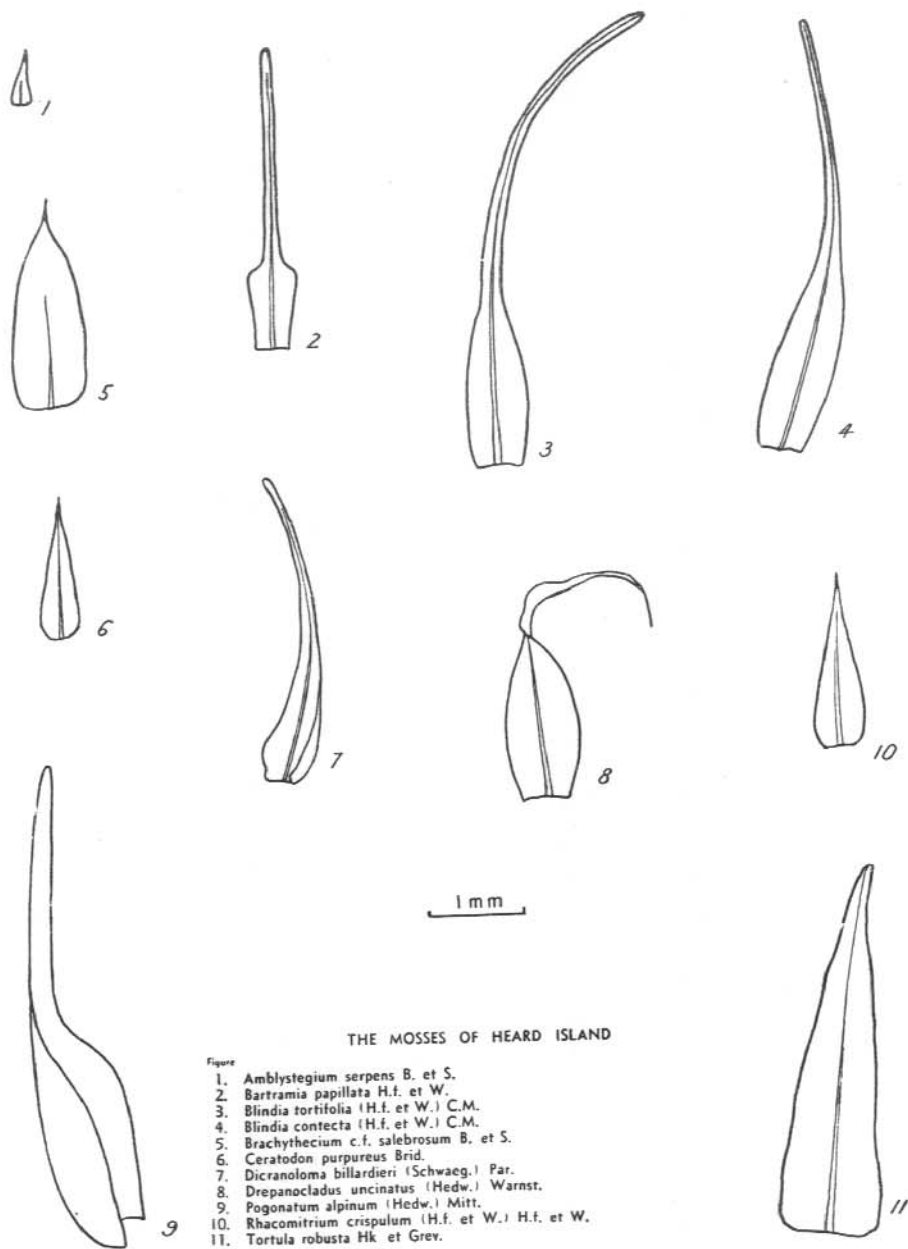 1
2
3
4
5
6
7
8
9
10
11
1 mm
THE MOSSES OF HEARD ISLAND
Figure
1. Amblystegium serpens B. et S.
2. Bartramia papillata H.f. et W.
3. Blindia tortifolia (H.f. et W.) C.M.
4. Blindia contecta (H.f. et W.) C.M.
5. Brachythecium c.f. salebrosum B. et S.
6. Ceratodon purpureus Brid.
7. Dicranoloma billardieri (Schwaeg.) Par.
8. Drepanocladus uncinatus (Hedw.) Warnst.
9. Pogonatum alpinum (Hedw.) Mitt.
10. Rhacomitrium crispulum (H.f. et W.) H.f. et W.
11. Tortula robusta Hk et Grev.